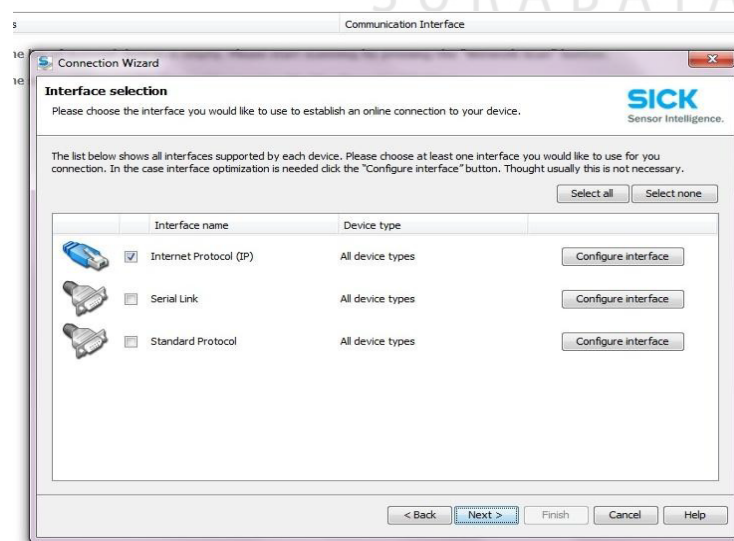 SURABAYA
s
Communication Interface
Connection Wizard
Interface selection
Please choose the interface you would like to use to establish an online connection to your device.
SICK
Sensor Intelligence.
The list below shows all interfaces supported by each device. Please choose at least one interface you would like to use for you
connection. In the case interface optimization is needed click the "Configure interface" button. Thought usually this is not necessary.
Select all
Select none
Interface name
Device type
Internet Protocol (IP)
All device types
Configure interface
Serial Link
All device types
Configure interface
Standard Protocol
All device types
Configure interface
< Back
Next >
Finish
Cancel
Help